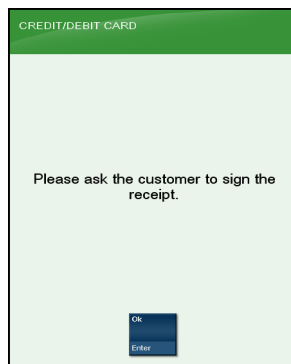 CREDIT/DEBIT CARD
Please ask the customer to sign the
receipt.
Ok
Enter